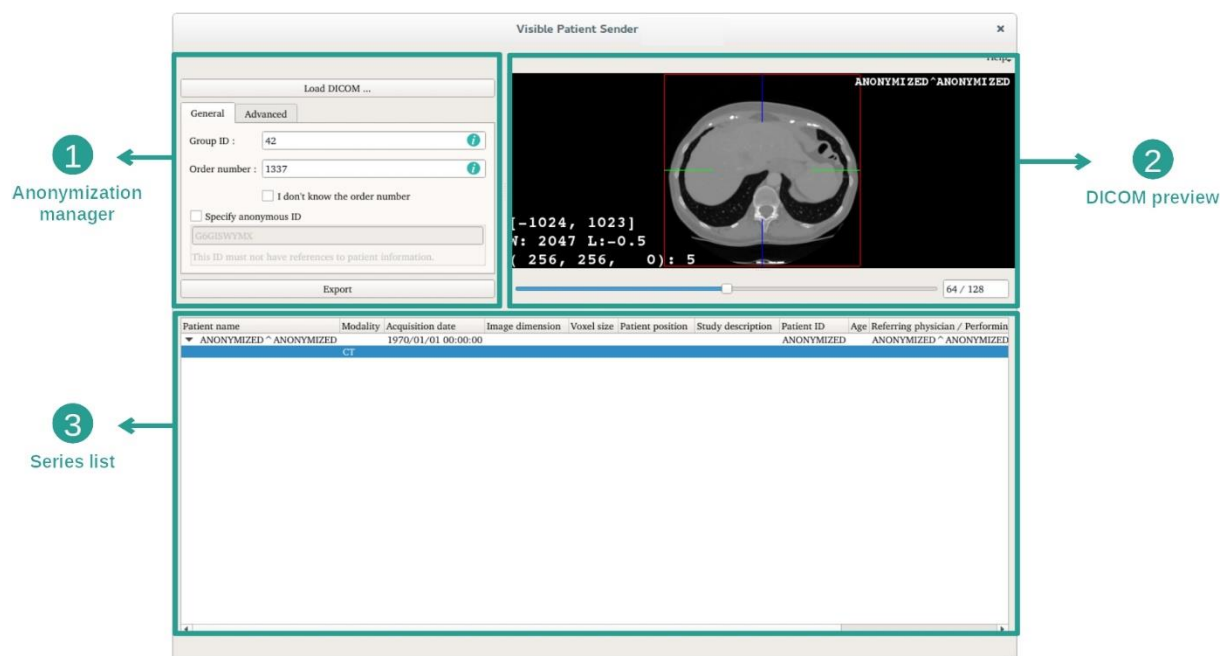 Visible Patient Sender ×
Help
Load DICOM ...
General Advanced
Group ID : 42
Order number : 1337
I don't know the order number
Specify anonymous ID
G6GISWYMX
This ID must not have references to patient information.
Export
1
Anonymization
manager
ANONYMIZED^ANONYMIZED
[-1024, 1023]
W: 2047 L:-0.5
( 256, 256, 0): 5
64 / 128
2
DICOM preview
Patient name Modality Acquisition date Image dimension Voxel size Patient position Study description Patient ID Age Referring physician / Performin
ANONYMIZED ^ ANONYMIZED 1970/01/01 00:00:00 ANONYMIZED ANONYMIZED ^ ANONYMIZED
CT
3
Series list